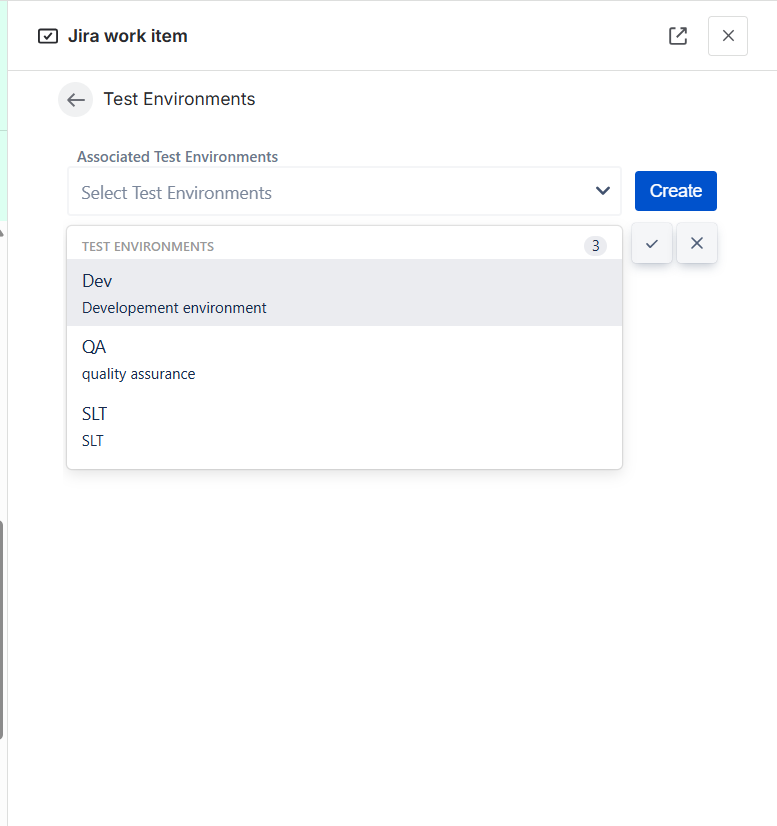 Jira work item
Test Environments
Associated Test Environments
Select Test Environments
Create
TEST ENVIRONMENTS 3
Dev
Developement environment
QA
quality assurance
SLT
SLT